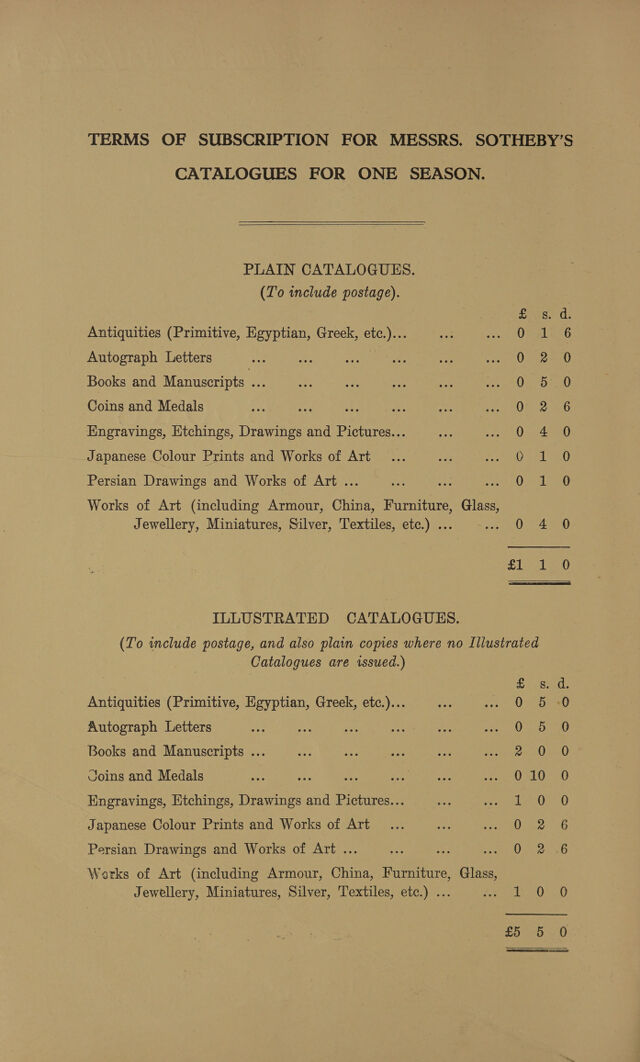 TERMS OF SUBSCRIPTION FOR MESSRS. SOTHEBY'S
CATALOGUES FOR ONE SEASON.
PLAIN CATALOGUES.
(To include postage).
£ s. d.
Antiquities (Primitive, Egyptian, Greek, etc.)... ... ... 0 1 6
Autograph Letters ... ... ... ... ... ... 0 2 0
Books and Manuscripts ... ... ... ... ... ... 0 5 0
Coins and Medals ... ... ... ... ... ... 0 2 6
Engravings, Etchings, Drawings and Pictures... ... ... 0 4 0
Japanese Colour Prints and Works of Art ... ... ... 0 1 0
Persian Drawings and Works of Art ... ... ... ... 0 1 0
Works of Art (including Armour, China, Furniture, Glass,
Jewellery, Miniatures, Silver, Textiles, etc.) ... ... 0 4 0
£1 1 0
ILLUSTRATED CATALOGUES.
(To include postage, and also plain copies where no Illustrated
Catalogues are issued.)
£ s. d.
Antiquities (Primitive, Egyptian, Greek, etc.)... ... ... 0 5 0
Autograph Letters ... ... ... ... ... ... 0 5 0
Books and Manuscripts ... ... ... ... ... ... 2 0 0
Coins and Medals ... ... ... ... ... ... 0 10 0
Engravings, Etchings, Drawings and Pictures... ... ... 1 0 0
Japanese Colour Prints and Works of Art ... ... ... 0 2 6
Persian Drawings and Works of Art ... ... ... ... 0 2 6
Works of Art (including Armour, China, Furniture, Glass,
Jewellery, Miniatures, Silver, Textiles, etc.) ... ... 1 0 0
£5 5 0